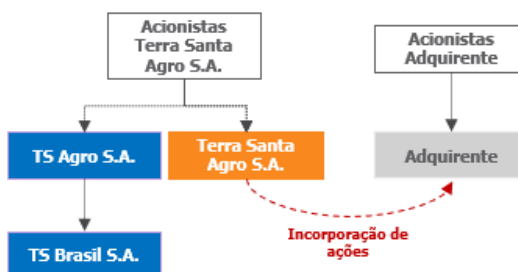 Acionistas
Terra Santa
Agro S.A.
Acionistas
Adquirente
TS Agro S.A.
Terra Santa
Agro S.A.
Adquirente
Incorporação de
ações
TS Brasil S.A.